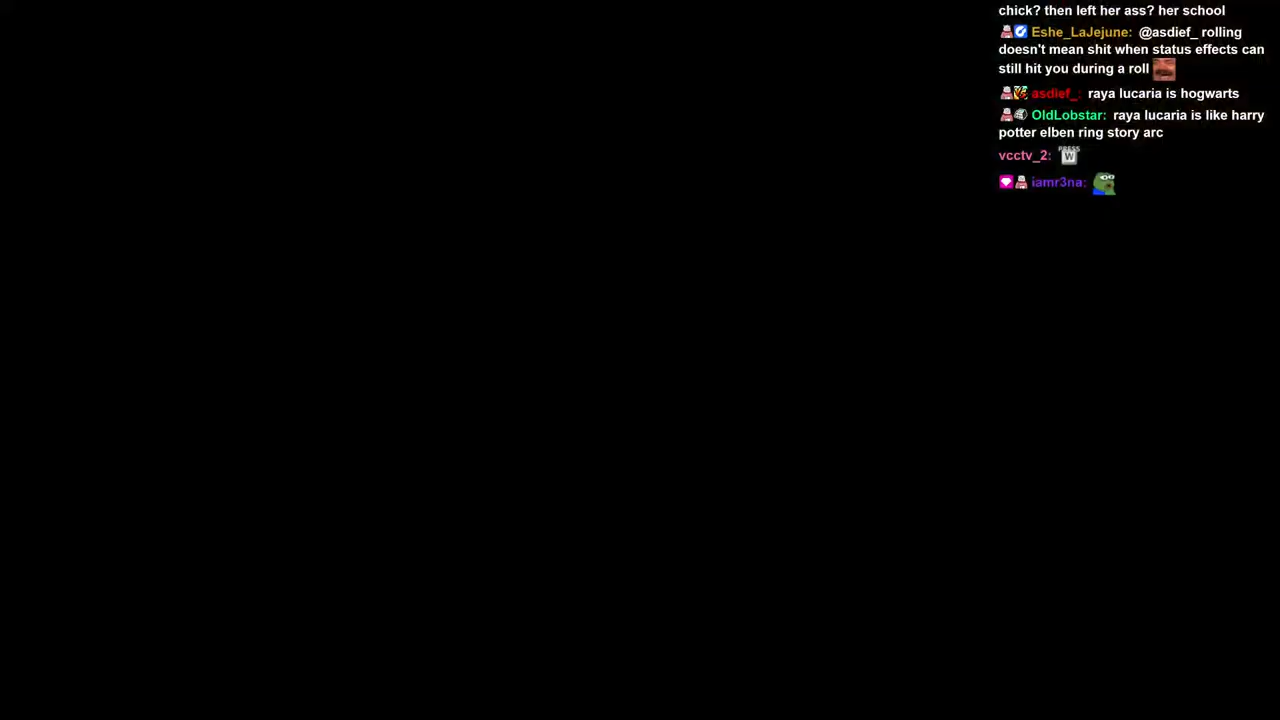 chick? then left her ass? her school
Eshe_LaJejune: @asdief_ rolling
doesn't mean shit when status effects can
still hit you during a roll
asdief_: raya lucaria is hogwarts
OldLobstar: raya lucaria is like harry
potter elben ring story arc
vcctv_2: PRESS W
iamr3na: